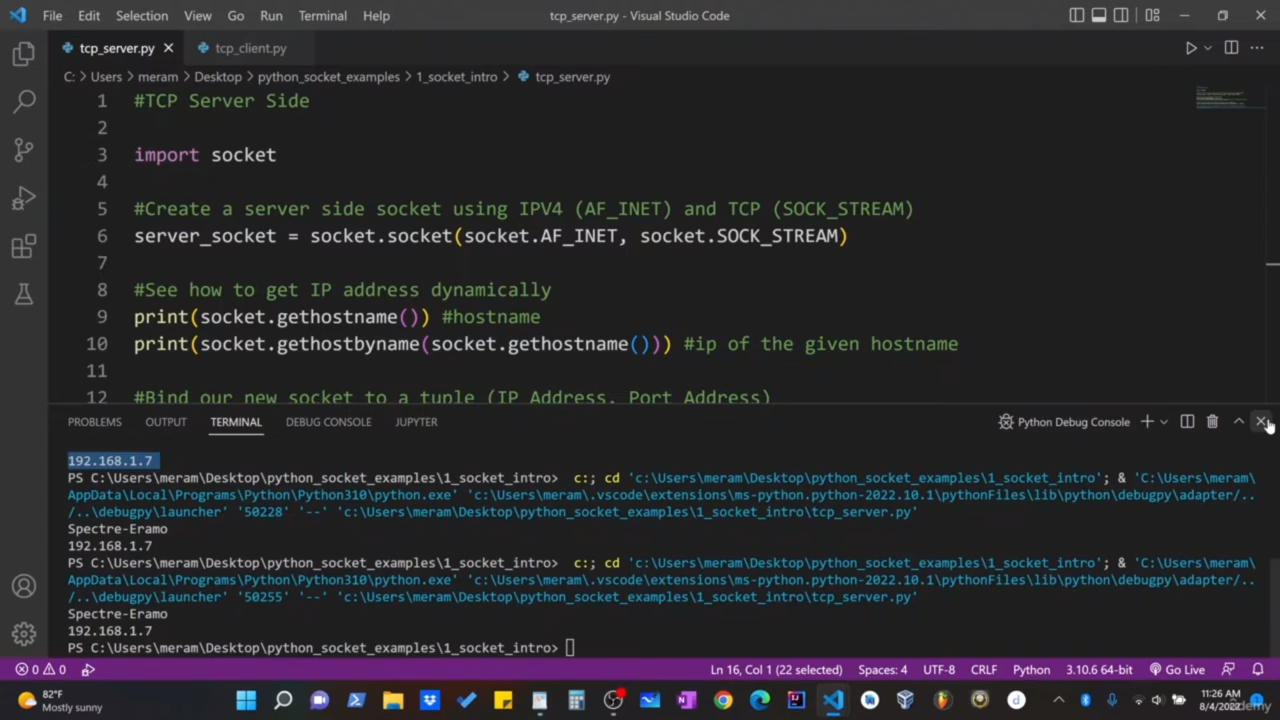 File Edit Selection View Go Run Terminal Help tcp_server.py - Visual Studio Code
tcp_server.py tcp_client.py
C: > Users > meram > Desktop > python_socket_examples > 1_socket_intro > tcp_server.py
1 #TCP Server Side
2
3 import socket
4
5 #Create a server side socket using IPV4 (AF_INET) and TCP (SOCK_STREAM)
6 server_socket = socket.socket(socket.AF_INET, socket.SOCK_STREAM)
7
8 #See how to get IP address dynamically
9 print(socket.gethostname()) #hostname
10 print(socket.gethostbyname(socket.gethostname())) #ip of the given hostname
11
12 #Bind our new socket to a tuple (IP Address, Port Address)
PROBLEMS OUTPUT TERMINAL DEBUG CONSOLE JUPYTER Python Debug Console
192.168.1.7
PS C:\Users\meram\Desktop\python_socket_examples\1_socket_intro> c:; cd 'c:\Users\meram\Desktop\python_socket_examples\1_socket_intro'; & 'C:\Users\meram\
AppData\Local\Programs\Python\Python310\python.exe' 'c:\Users\meram\.vscode\extensions\ms-python.python-2022.10.1\pythonFiles\lib\python\debugpy\adapter/..
/..\debugpy\launcher' '50228' '--' 'c:\Users\meram\Desktop\python_socket_examples\1_socket_intro\tcp_server.py'
Spectre-Eramo
192.168.1.7
PS C:\Users\meram\Desktop\python_socket_examples\1_socket_intro> c:; cd 'c:\Users\meram\Desktop\python_socket_examples\1_socket_intro'; & 'C:\Users\meram\
AppData\Local\Programs\Python\Python310\python.exe' 'c:\Users\meram\.vscode\extensions\ms-python.python-2022.10.1\pythonFiles\lib\python\debugpy\adapter/..
/..\debugpy\launcher' '50255' '--' 'c:\Users\meram\Desktop\python_socket_examples\1_socket_intro\tcp_server.py'
Spectre-Eramo
192.168.1.7
PS C:\Users\meram\Desktop\python_socket_examples\1_socket_intro>
0 0 Ln 16, Col 1 (22 selected) Spaces: 4 UTF-8 CRLF Python 3.10.6 64-bit Go Live
82°F 11:26 AM
Mostly sunny 8/4/2022